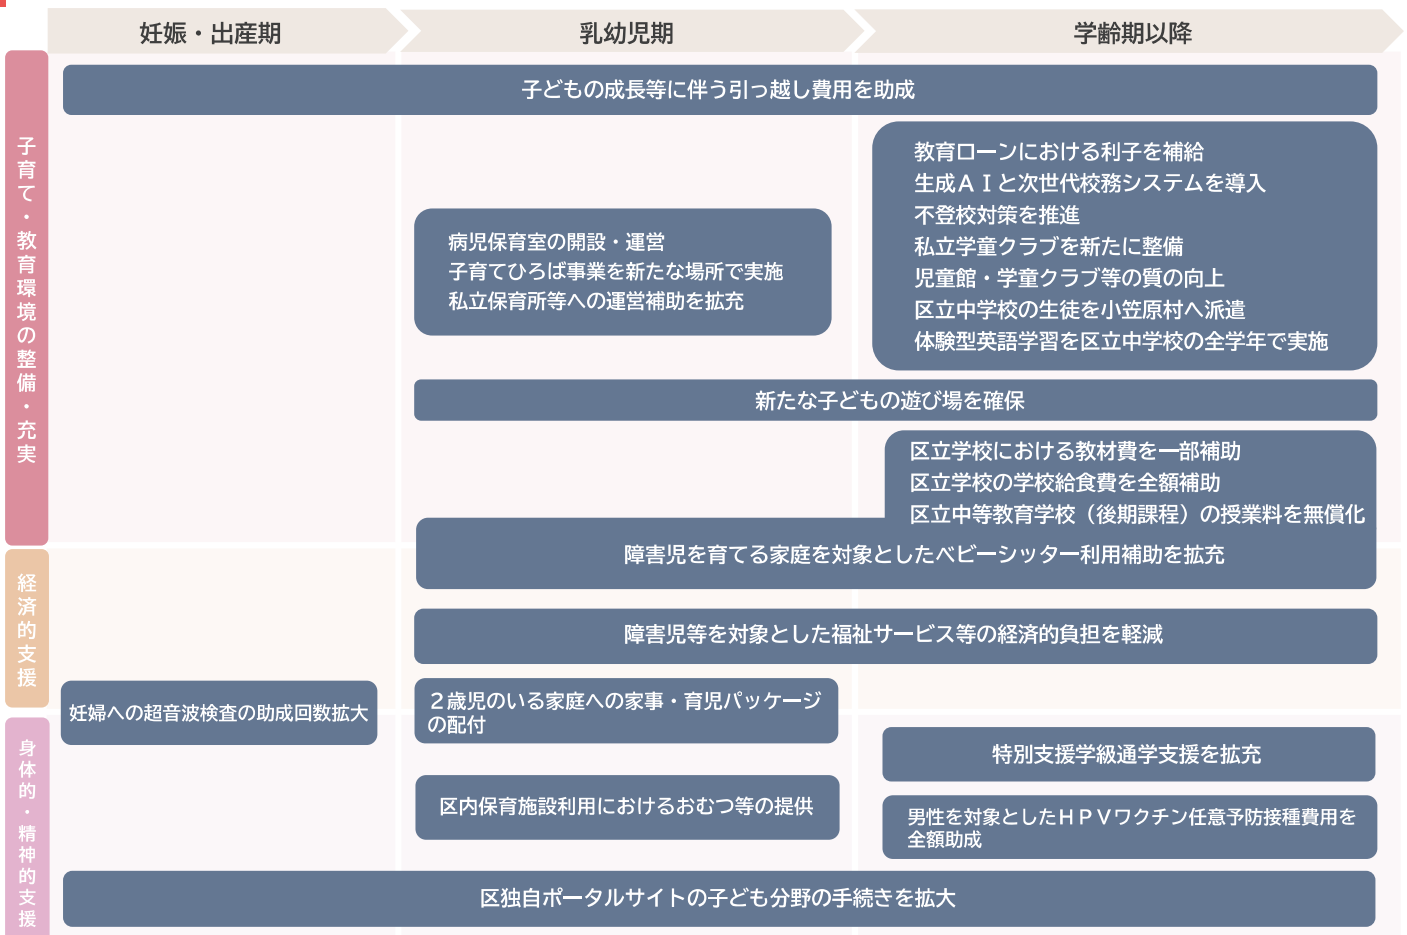 妊娠・出産期
乳幼児期
学齢期以降
子育て・教育環境の整備・充実
子どもの成長等に伴う引っ越し費用を助成
教育ローンにおける利子を補給
生成ＡＩと次世代校務システムを導入
不登校対策を推進
私立学童クラブを新たに整備
児童館・学童クラブ等の質の向上
区立中学校の生徒を小笠原村へ派遣
体験型英語学習を区立中学校の全学年で実施
病児保育室の開設・運営
子育てひろば事業を新たな場所で実施
私立保育所等への運営補助を拡充
新たな子どもの遊び場を確保
区立学校における教材費を一部補助
区立学校の学校給食費を全額補助
区立中等教育学校（後期課程）の授業料を無償化
障害児を育てる家庭を対象としたベビーシッター利用補助を拡充
経済的支援
障害児等を対象とした福祉サービス等の経済的負担を軽減
妊婦への超音波検査の助成回数拡大
２歳児のいる家庭への家事・育児パッケージ
の配付
身体的・精神的支援
特別支援学級通学支援を拡充
区内保育施設利用におけるおむつ等の提供
男性を対象としたＨＰＶワクチン任意予防接種費用を
全額助成
区独自ポータルサイトの子ども分野の手続きを拡大